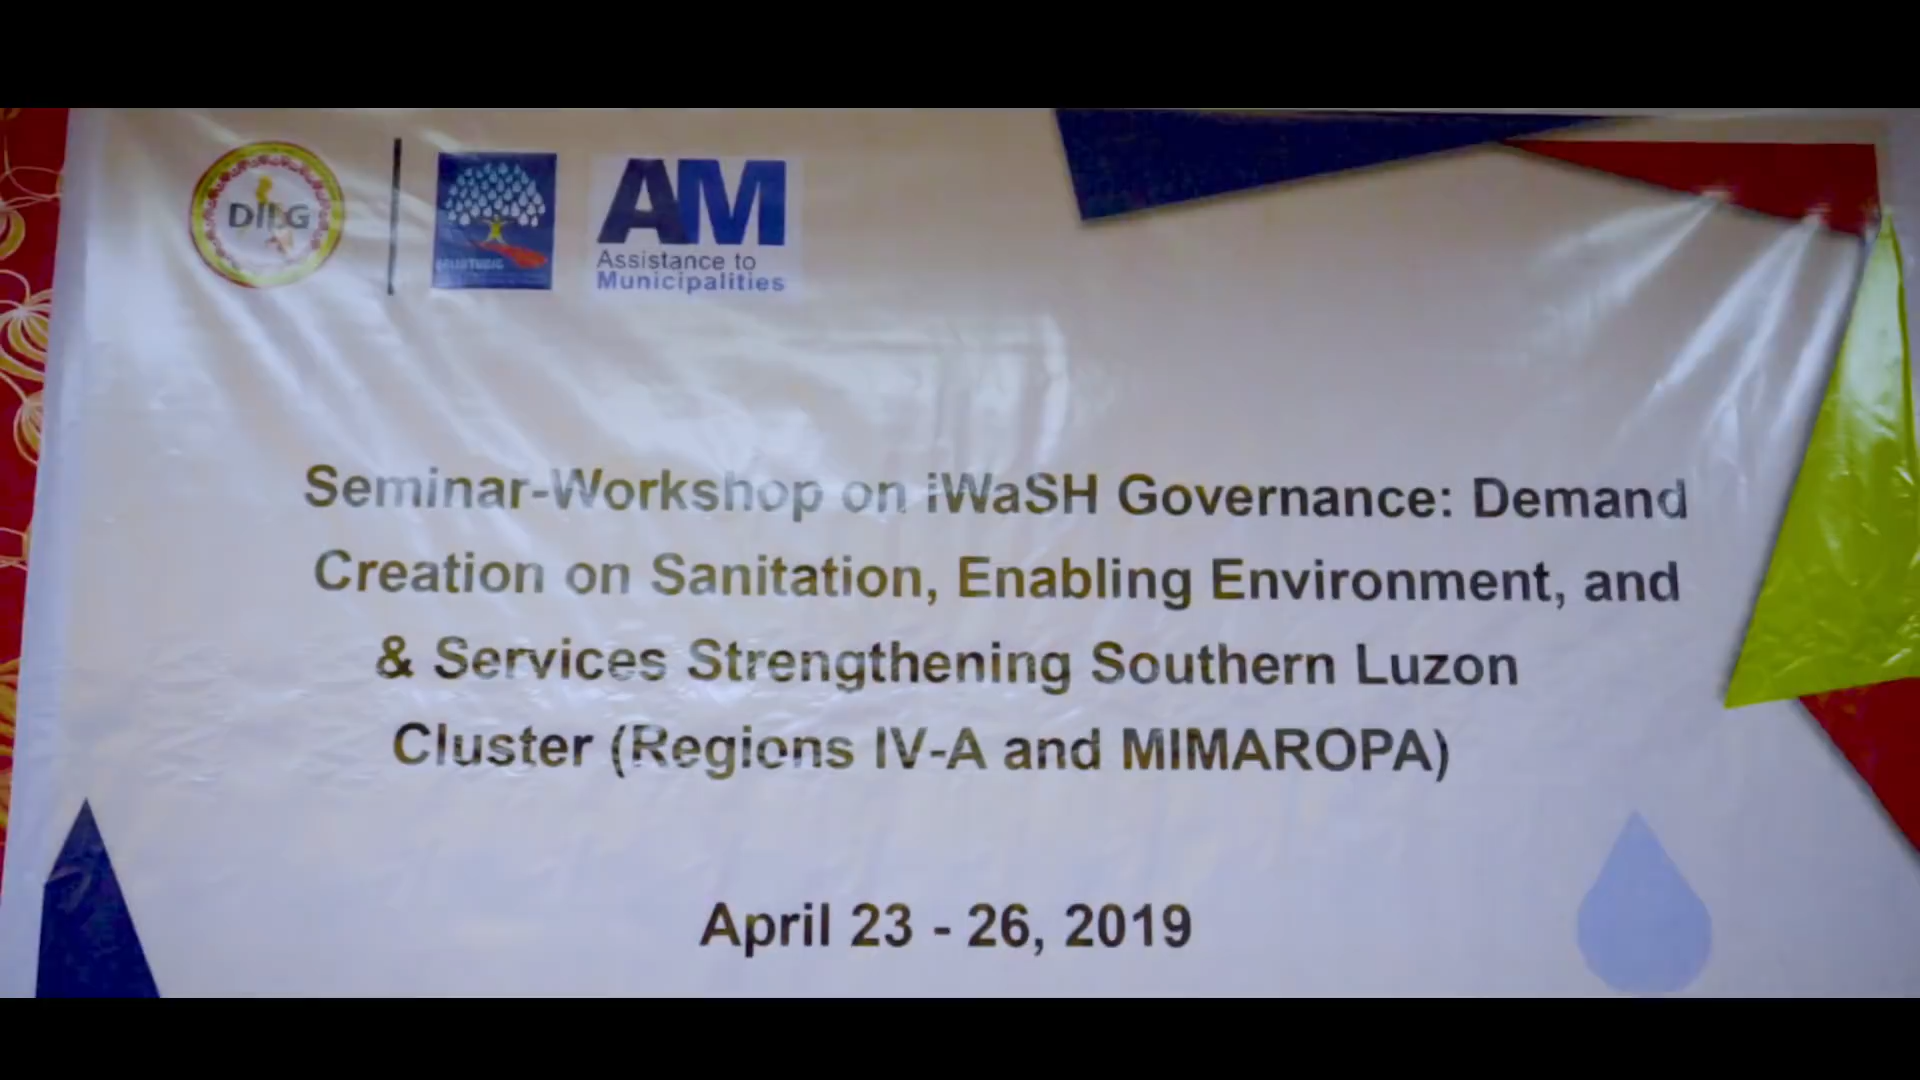 DILG
SALINTUBIG
AM
Assistance to
Municipalities
Seminar-Workshop on iWaSH Governance: Demand
Creation on Sanitation, Enabling Environment, and
& Services Strengthening Southern Luzon
Cluster (Regions IV-A and MIMAROPA)
April 23 - 26, 2019